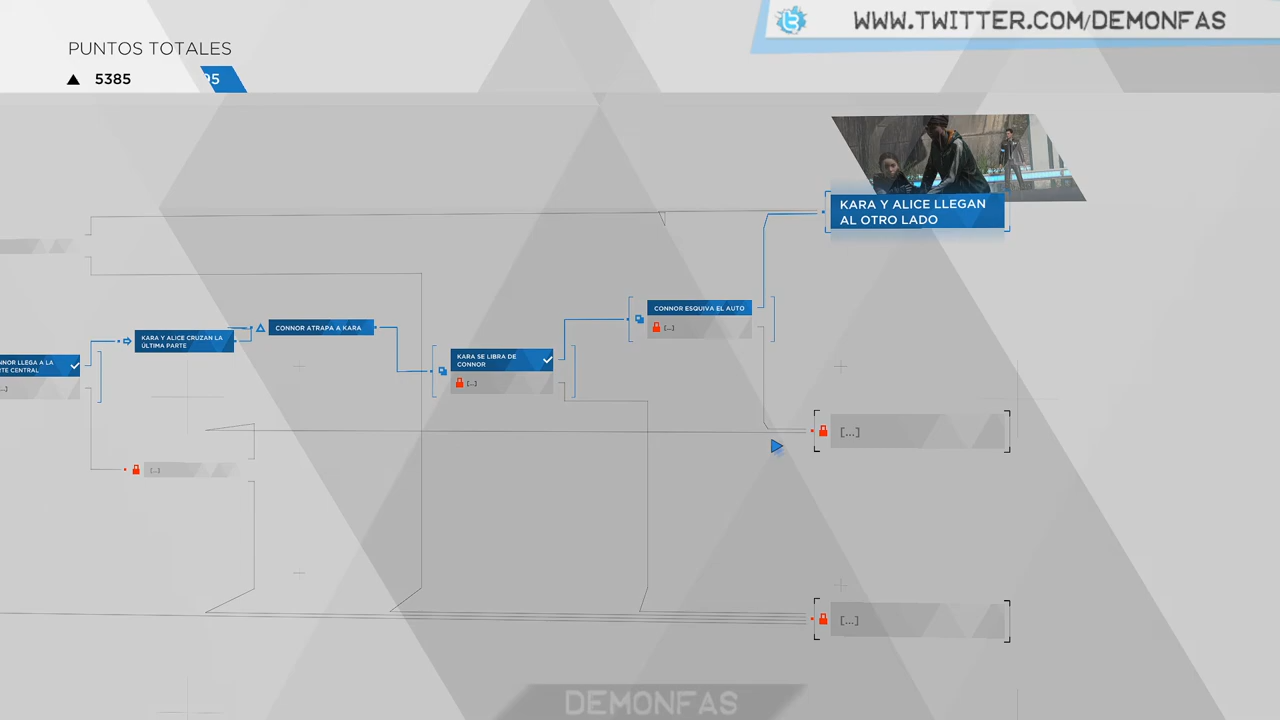 WWW.TWITTER.COM/DEMONFAS
PUNTOS TOTALES
5385
KARA Y ALICE LLEGAN
AL OTRO LADO
CONNOR ESQUIVA EL AUTO
[...]
CONNOR ATRAPA A KARA
KARA Y ALICE CRUZAN LA
ÚLTIMA PARTE
KARA SE LIBRA DE
CONNOR
[...]
CENTRAL
[...]
[...]
[...]
DEMONFAS